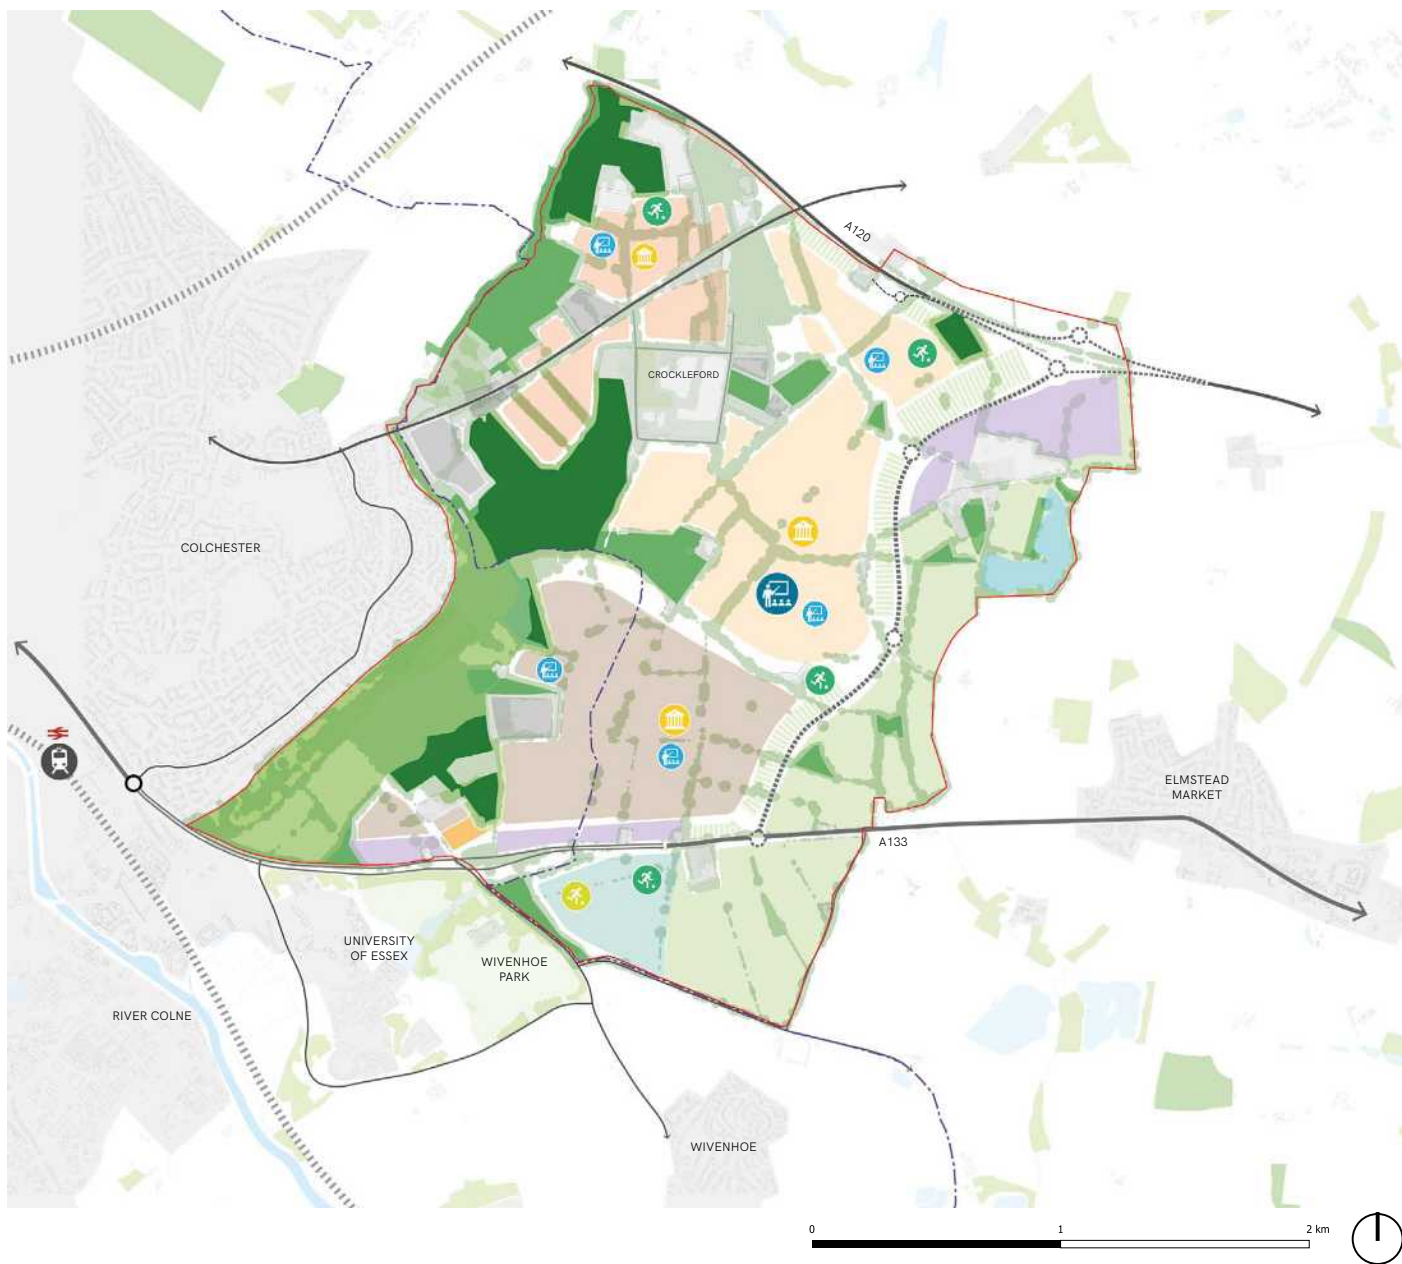 A120
CROCKLEFORD
COLCHESTER
ELMSTEAD
MARKET
A133
UNIVERSITY
OF ESSEX
WIVENHOE
PARK
RIVER COLNE
WIVENHOE
0 1 2 km